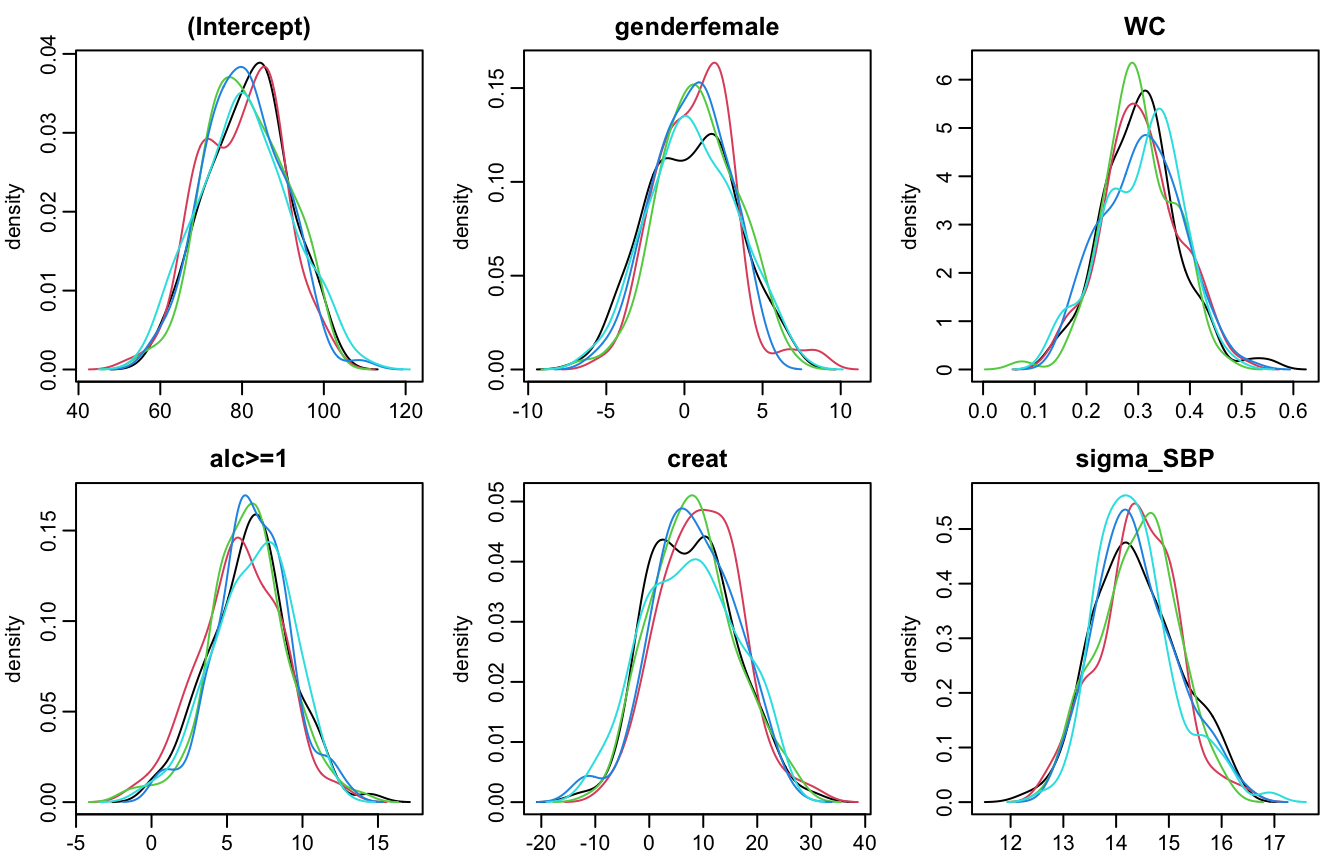 (Intercept)
density
0.00 0.01 0.02 0.03 0.04
40 60 80 100 120
genderfemale
density
0.00 0.05 0.10 0.15
-10 -5 0 5 10
WC
density
0 1 2 3 4 5 6
0.0 0.1 0.2 0.3 0.4 0.5 0.6
alc>=1
density
0.00 0.05 0.10 0.15
-5 0 5 10 15
creat
density
0.00 0.01 0.02 0.03 0.04 0.05
-20 -10 0 10 20 30 40
sigma_SBP
density
0.0 0.1 0.2 0.3 0.4 0.5
12 13 14 15 16 17